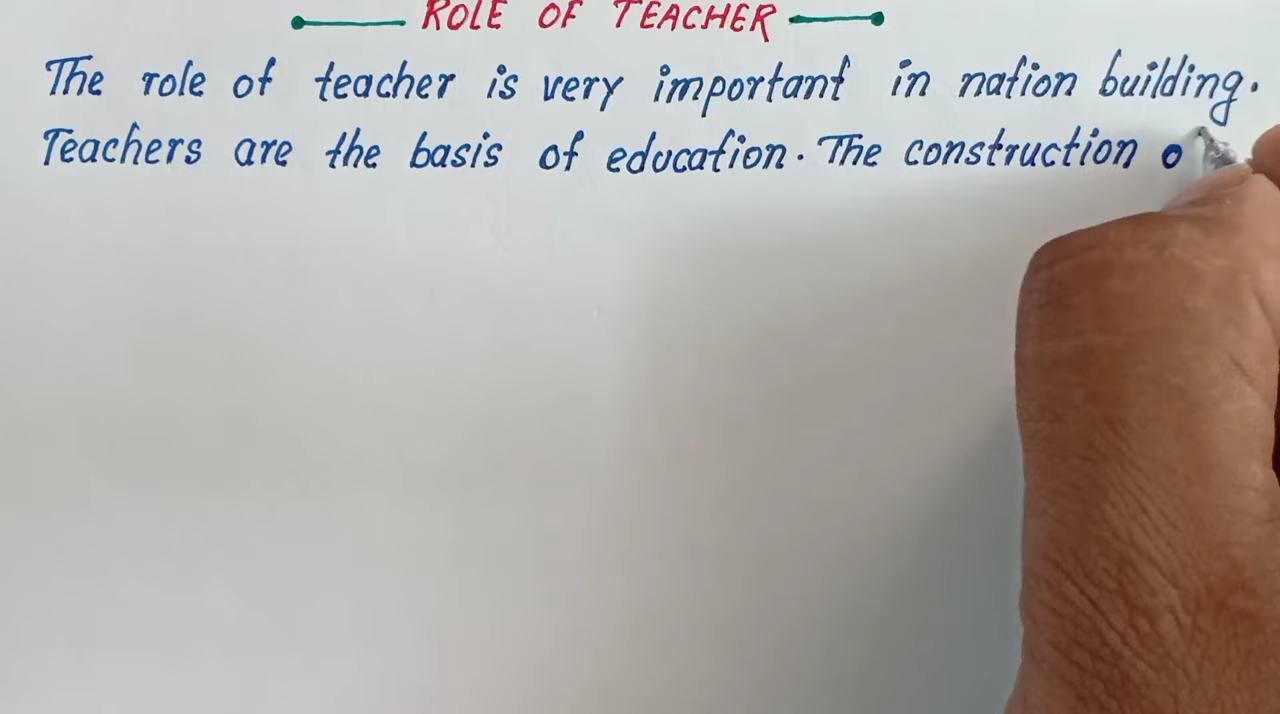 ROLE OF TEACHER
The role of teacher is very important in nation building.
Teachers are the basis of education. The construction o